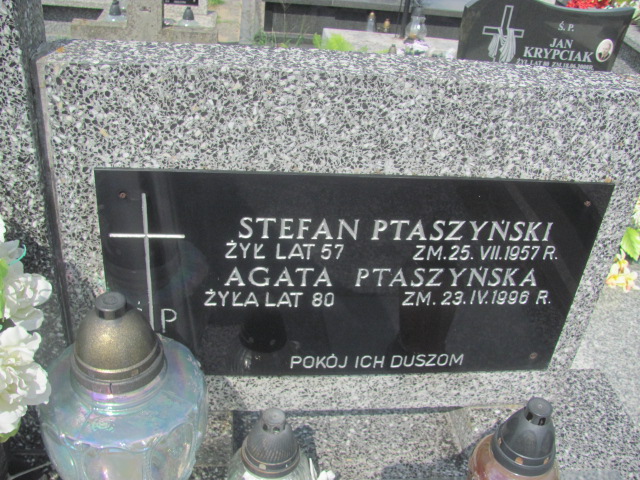 Ś. P.
JAN
KRYPCIAK
STEFAN PTASZYŃSKI
ŻYŁ LAT 57 ZM. 25. VII. 1957 R.
AGATA PTASZYŃSKA
ŻYŁA LAT 80 ZM. 23. IV. 1996 R.
P
POKÓJ ICH DUSZOM